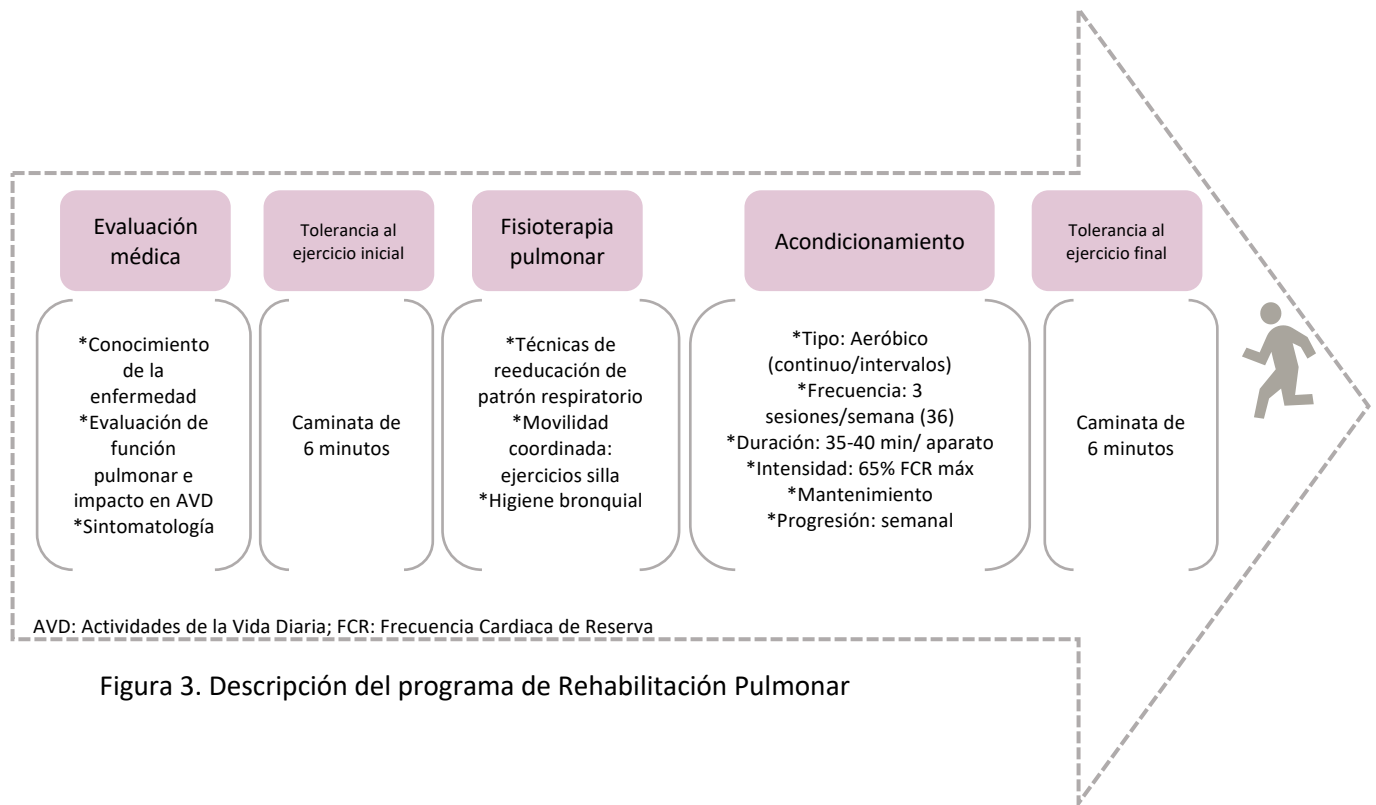 Evaluación
médica
Tolerancia al
ejercicio inicial
Fisioterapia
pulmonar
Acondicionamiento
Tolerancia al
ejercicio final
*Conocimiento
de la
enfermedad
*Evaluación de
función
pulmonar e
impacto en AVD
*Sintomatología
Caminata de
6 minutos
*Técnicas de
reeducación de
patrón respiratorio
*Movilidad
coordinada:
ejercicios silla
*Higiene bronquial
*Tipo: Aeróbico
(continuo/intervalos)
*Frecuencia: 3
sesiones/semana (36)
*Duración: 35-40 min/ aparato
*Intensidad: 65% FCR máx
*Mantenimiento
*Progresión: semanal
Caminata de
6 minutos
AVD: Actividades de la Vida Diaria; FCR: Frecuencia Cardiaca de Reserva
Figura 3. Descripción del programa de Rehabilitación Pulmonar